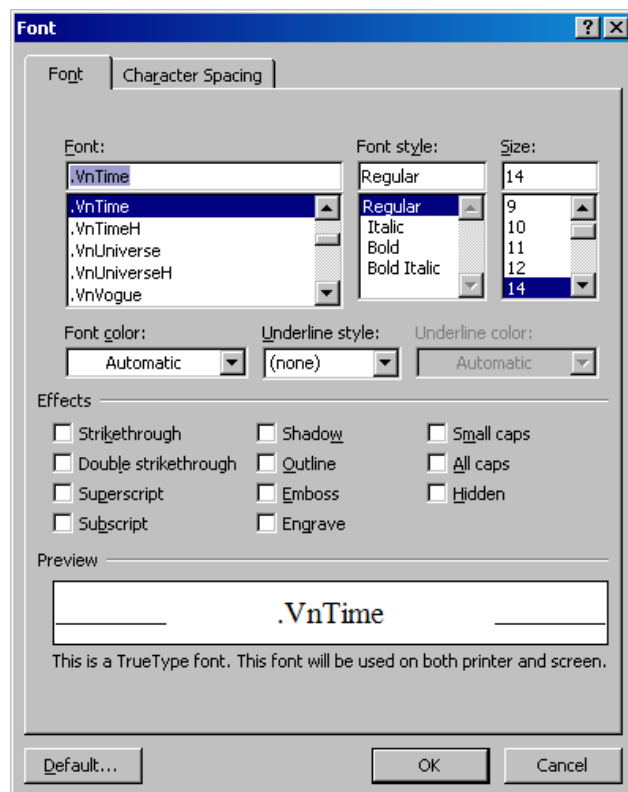 Font
Font Character Spacing
Font: Font style: Size:
.VnTime Regular 14
.VnTime Regular 9
.VnTimeH Italic 10
.VnUniverse Bold 11
.VnUniverseH Bold Italic 12
.VnVogue 14
Font color: Underline style: Underline color:
Automatic (none) Automatic
Effects
Strikethrough Shadow Small caps
Double strikethrough Outline All caps
Superscript Emboss Hidden
Subscript Engrave
Preview
.VnTime
This is a TrueType font. This font will be used on both printer and screen.
Default... OK Cancel